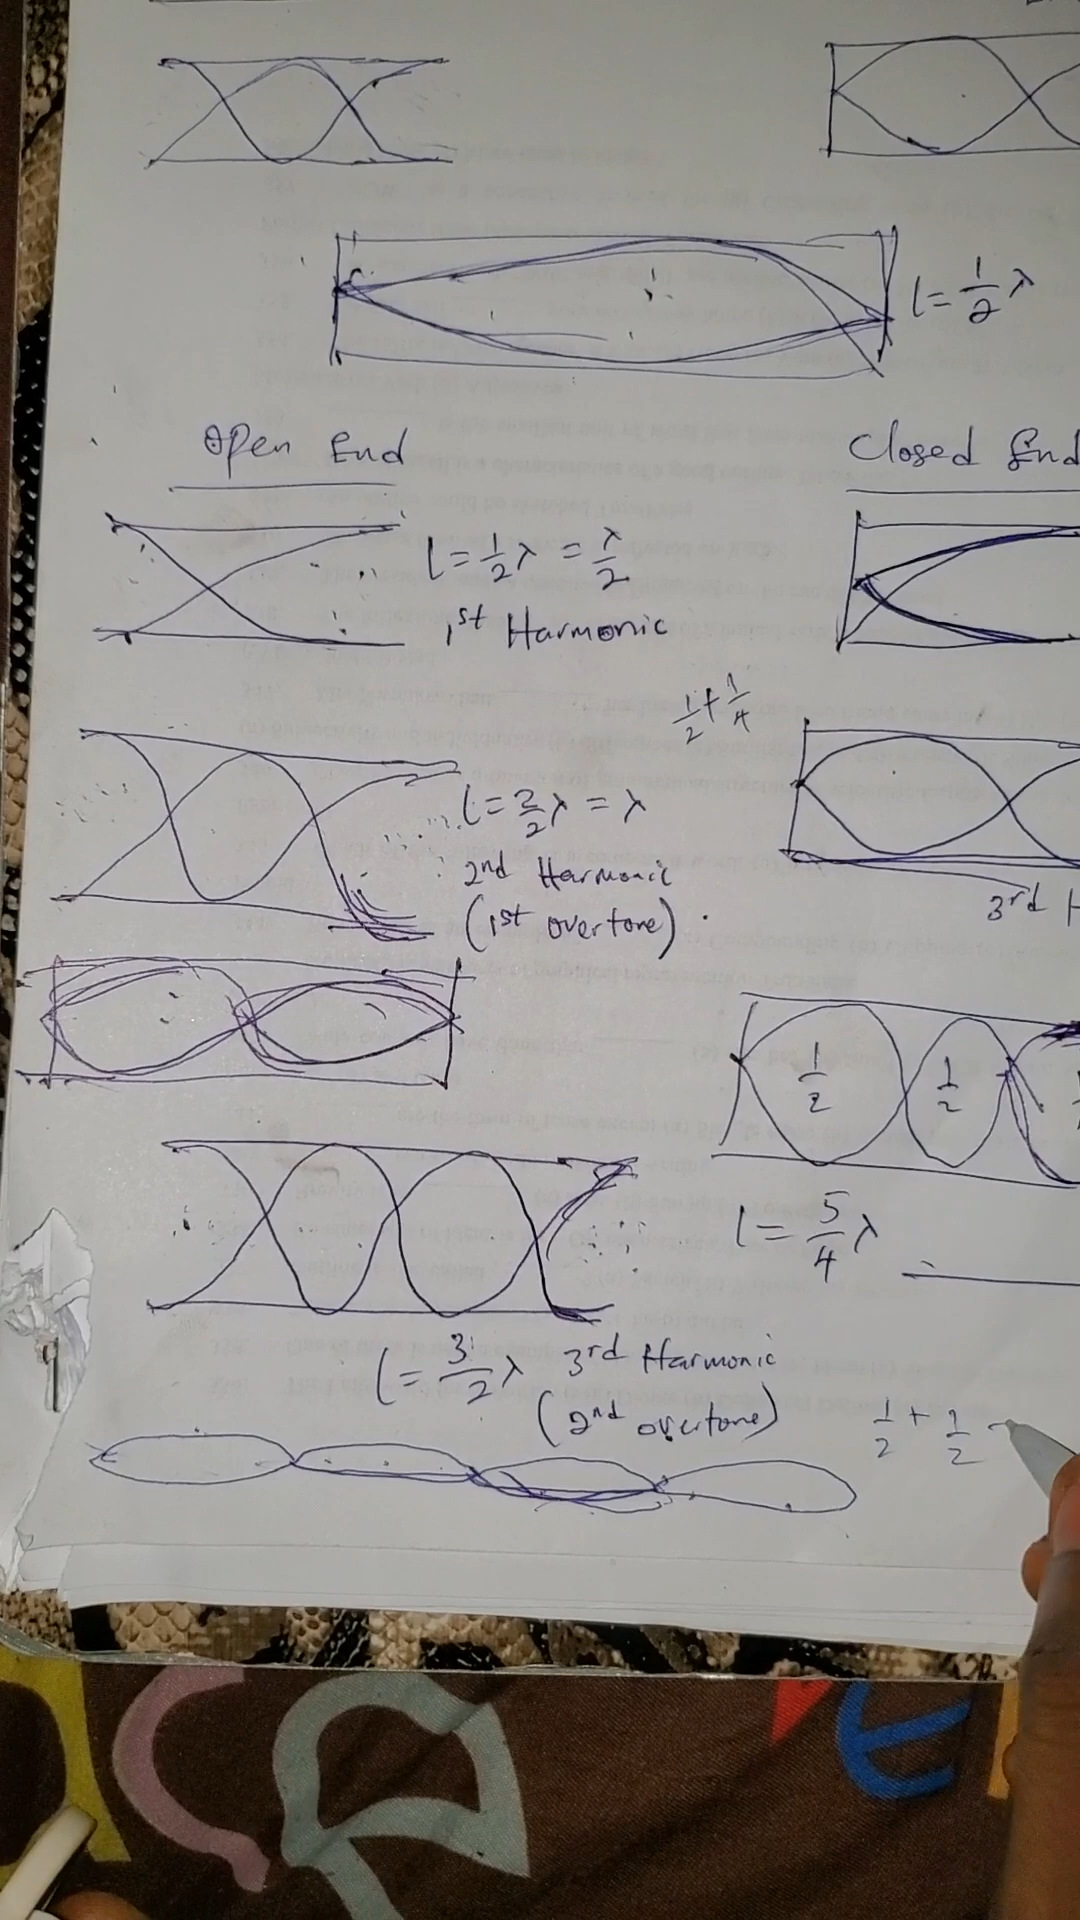 l = 1/2 λ
Open End
Closed End
l = 1/2 λ = λ/2
1st Harmonic
1/2 + 1/4
l = 2/2 λ = λ
2nd Harmonic
(1st overtone)
3rd H
1/2 1/2
l = 5/4 λ
l = 3/2 λ 3rd Harmonic
(2nd overtone)
1/2 + 1/2